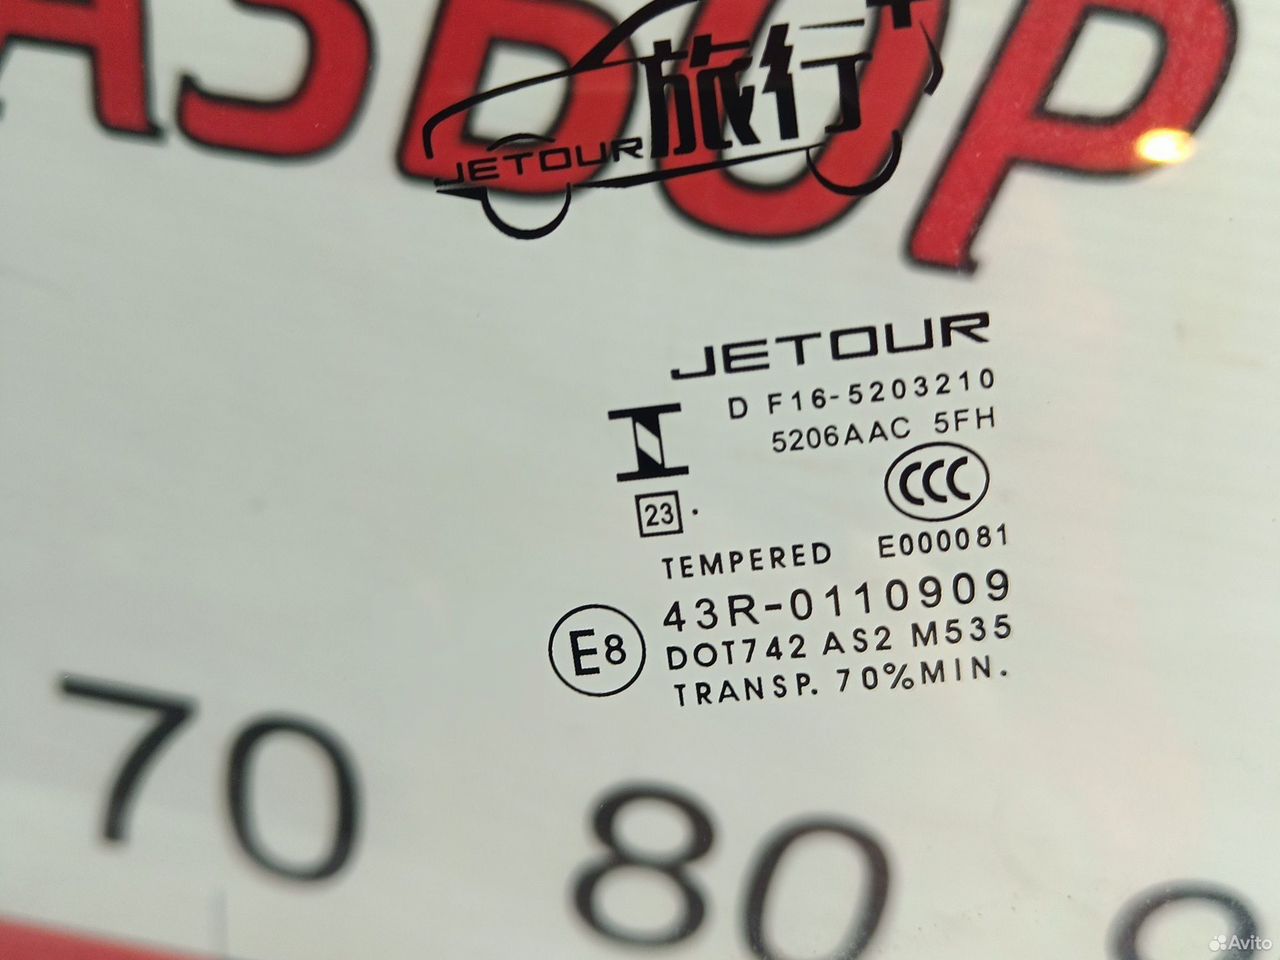 АЗБОР
JETOUR 旅行+
JETOUR
D F16-5203210
5206AAC 5FH
CCC
23 .
TEMPERED E000081
43R-0110909
E8 DOT742 AS2 M535
TRANSP. 70%MIN.
70 80
Avito